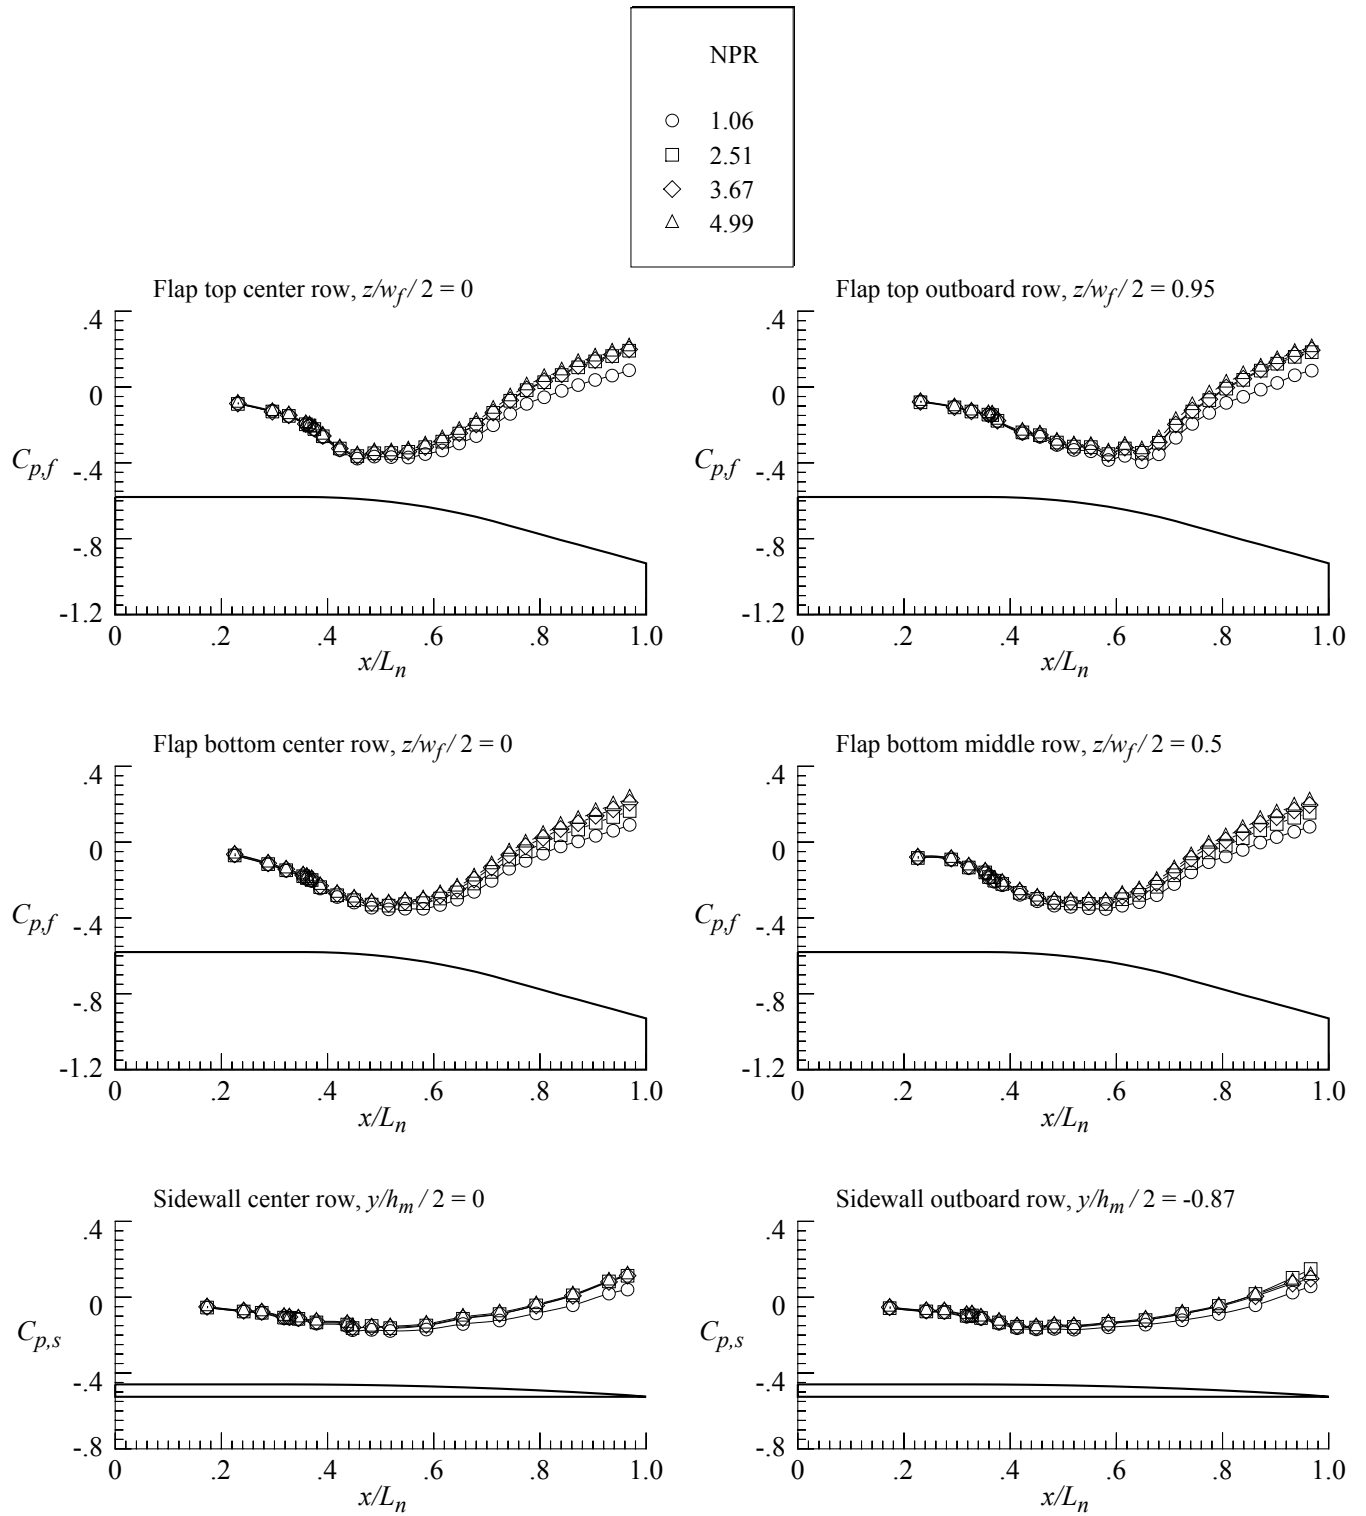 NPR
1.06
2.51
3.67
4.99
Flap top center row, z/w_f / 2 = 0
.4
0
-.4
-.8
-1.2
C_p,f
0 .2 .4 .6 .8 1.0
x/L_n
Flap top outboard row, z/w_f / 2 = 0.95
.4
0
-.4
-.8
-1.2
C_p,f
0 .2 .4 .6 .8 1.0
x/L_n
Flap bottom center row, z/w_f / 2 = 0
.4
0
-.4
-.8
-1.2
C_p,f
0 .2 .4 .6 .8 1.0
x/L_n
Flap bottom middle row, z/w_f / 2 = 0.5
.4
0
-.4
-.8
-1.2
C_p,f
0 .2 .4 .6 .8 1.0
x/L_n
Sidewall center row, y/h_m / 2 = 0
.4
0
-.4
-.8
C_p,s
0 .2 .4 .6 .8 1.0
x/L_n
Sidewall outboard row, y/h_m / 2 = -0.87
.4
0
-.4
-.8
C_p,s
0 .2 .4 .6 .8 1.0
x/L_n